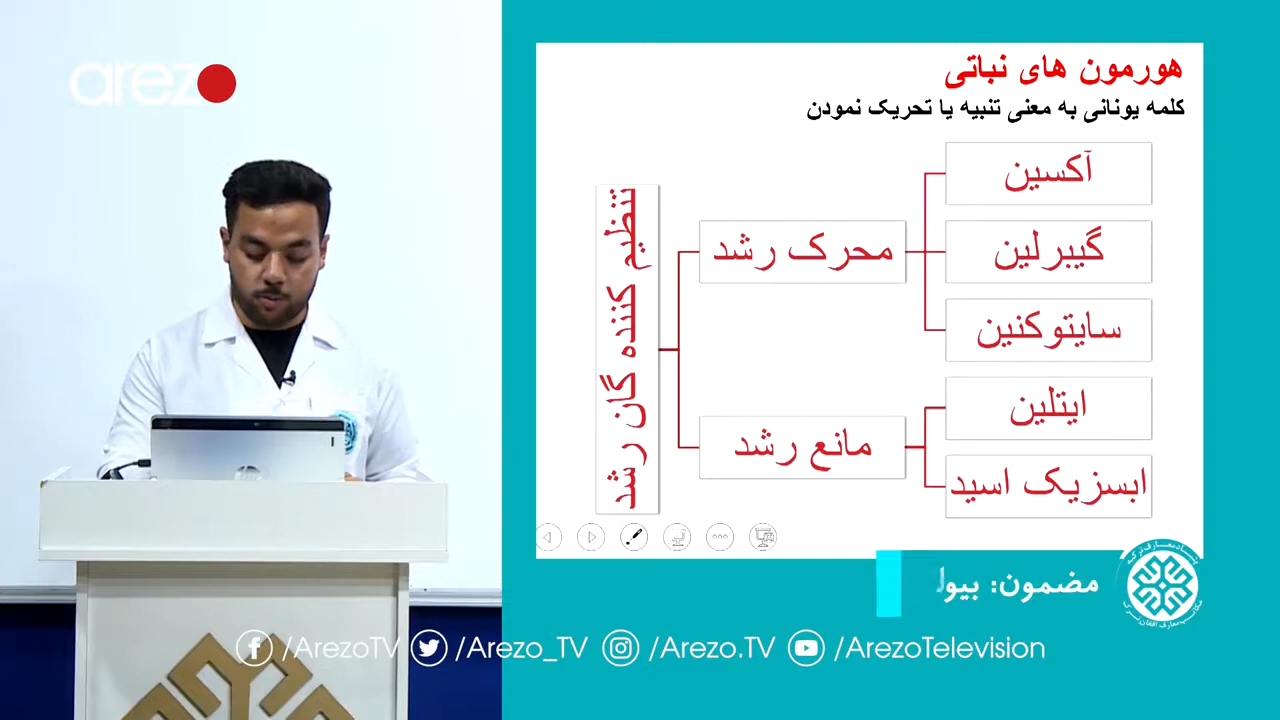 arezo
هورمون های نباتی
کلمه یونانی به معنی تنبیه یا تحریک نمودن
تنظیم کننده گان رشد
محرک رشد
آکسین
گیبرلین
سایتوکنین
مانع رشد
ایتلین
ابسزیک اسید
مضمون: بیول
/ArezoTV
/Arezo_TV
/Arezo.TV
/ArezoTelevision
hp